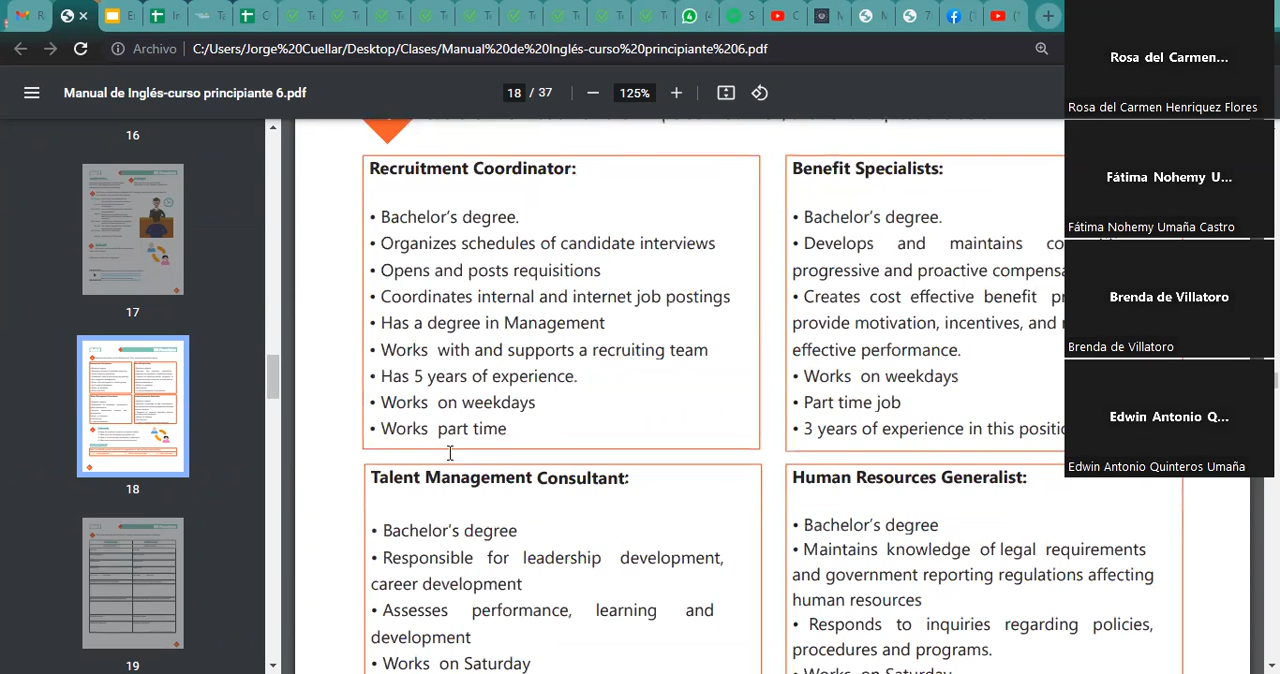 Archivo
C:/Users/Jorge%20Cuellar/Desktop/Clases/Manual%20de%20Inglés-curso%20principiante%206.pdf
Manual de Inglés-curso principiante 6.pdf
18 / 37
125%
16
17
18
19
Recruitment Coordinator:
• Bachelor's degree.
• Organizes schedules of candidate interviews
• Opens and posts requisitions
• Coordinates internal and internet job postings
• Has a degree in Management
• Works with and supports a recruiting team
• Has 5 years of experience.
• Works on weekdays
• Works part time
Benefit Specialists:
• Bachelor's degree.
• Develops and maintains co
progressive and proactive compensa
• Creates cost effective benefit pr
provide motivation, incentives, and
effective performance.
• Works on weekdays
• Part time job
• 3 years of experience in this positi
Talent Management Consultant:
• Bachelor's degree
• Responsible for leadership development,
career development
• Assesses performance, learning and
development
• Works on Saturday
Human Resources Generalist:
• Bachelor's degree
• Maintains knowledge of legal requirements
and government reporting regulations affecting
human resources
• Responds to inquiries regarding policies,
procedures and programs.
• Works on Saturday
Rosa del Carmen...
Rosa del Carmen Henriquez Flores
Fátima Nohemy U...
Fátima Nohemy Umaña Castro
Brenda de Villatoro
Brenda de Villatoro
Edwin Antonio Q...
Edwin Antonio Quinteros Umaña